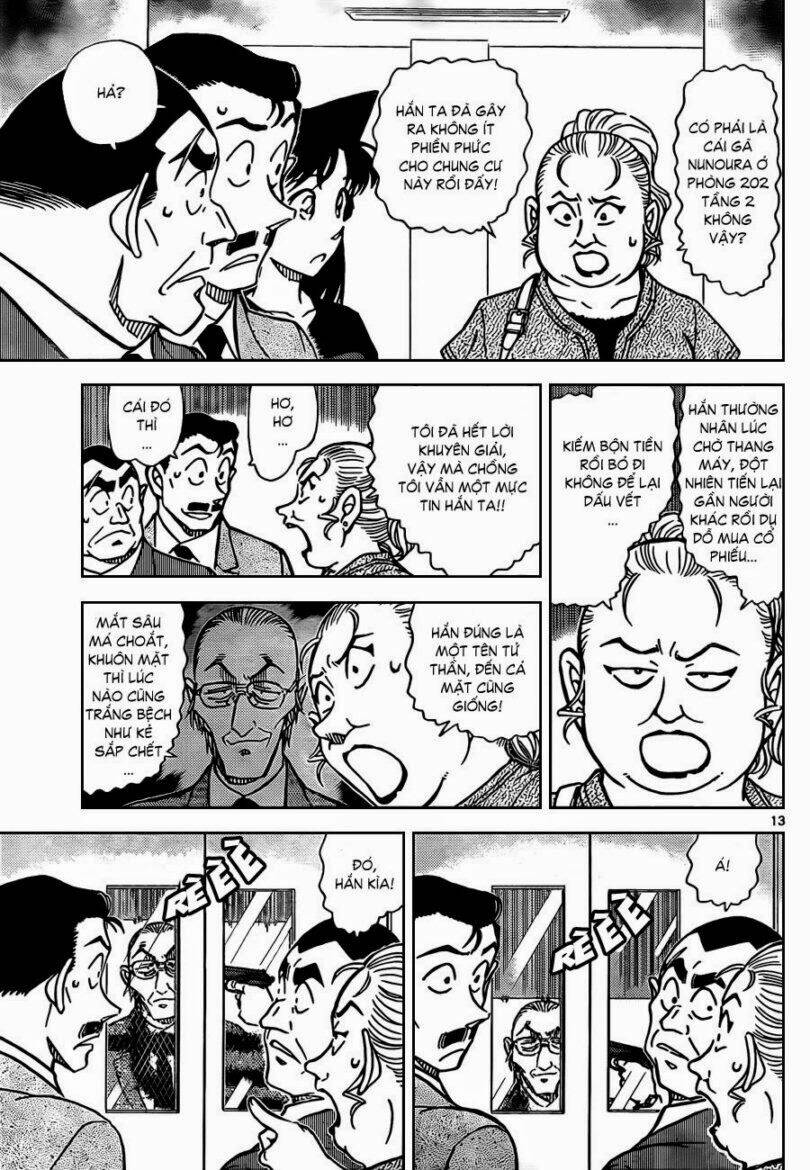 CÓ PHẢI LÀ
CÁI GÃ
NUNOURA Ở
PHÒNG 202
TẦNG 2
KHÔNG
VẬY?
HẮN TA ĐÃ GÂY
RA KHÔNG ÍT
PHIỀN PHỨC
CHO CHUNG CƯ
NÀY RỒI ĐẤY!
HẢ?
HẮN THƯỜNG
NHÂN LÚC
CHỜ THANG
MÁY, ĐỘT
NHIÊN TIẾN LẠI
GẦN NGƯỜI
KHÁC RỒI DỤ
DỖ MUA CỔ
PHIẾU...
KIẾM BỘN TIỀN
RỒI BỎ ĐI
KHÔNG ĐỂ LẠI
DẤU VẾT
...
TÔI ĐÃ HẾT LỜI
KHUYÊN GIẢI,
VẬY MÀ CHỒNG
TÔI VẪN MỘT MỰC
TIN HẮN TA!!
HƠ,
HƠ
...
CÁI ĐÓ
THÌ
...
HẮN ĐÚNG LÀ
MỘT TÊN TỬ
THẦN, ĐẾN CẢ
MẶT CŨNG
GIỐNG!
MẮT SÂU
MÁ CHOẮT,
KHUÔN MẶT
THÌ LÚC
NÀO CŨNG
TRẮNG BỆCH
NHƯ KẺ
SẮP CHẾT
...
13
Á!
RÈÈÈ
ĐÓ,
HẮN KÌA!
RÈÈÈ